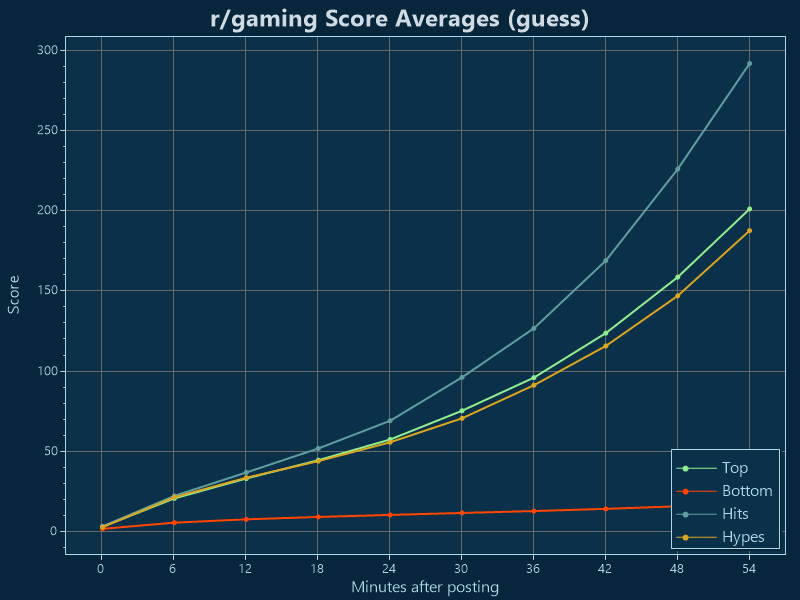 r/gaming Score Averages (guess)
300
250
200
150
100
50
0
Score
0 6 12 18 24 30 36 42 48 54
Minutes after posting
Top
Bottom
Hits
Hypes